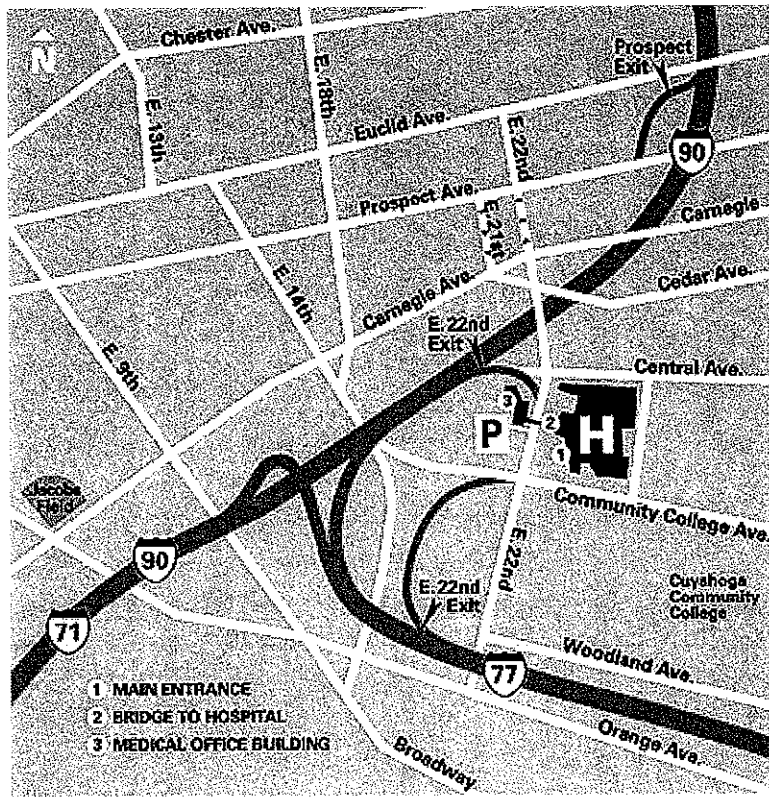 Chester Ave.
N
Prospect
Exit
E. 18th
E. 13th
Euclid Ave.
E. 22nd
90
Prospect Ave.
E. 21st
Carnegie
Cedar Ave.
E. 14th
Carnegie Ave.
E. 22nd
Exit
E. 9th
Central Ave.
3
P
2
H
1
Jacobs
Field
Community College Ave.
E. 22nd
90
E. 22nd
Exit
Cuyahoga
Community
College
71
77
Woodland Ave.
1 MAIN ENTRANCE
2 BRIDGE TO HOSPITAL
3 MEDICAL OFFICE BUILDING
Orange Ave.
Broadway